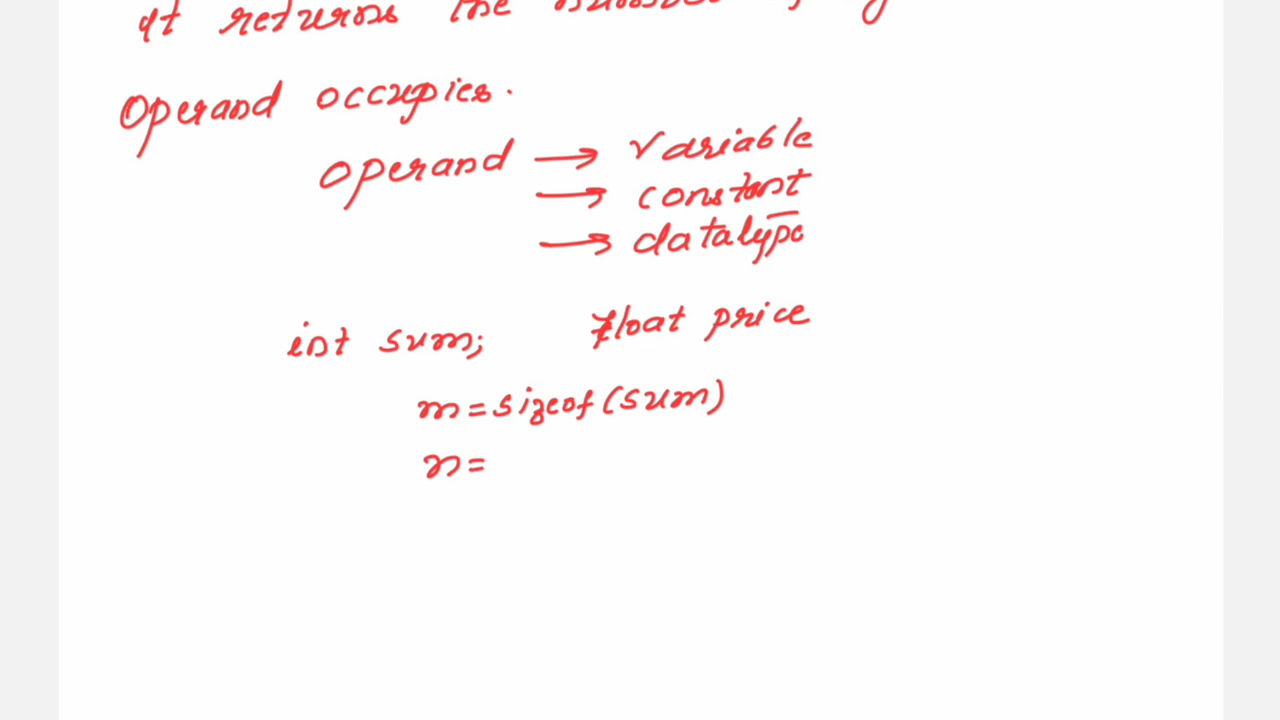 It returns the
Operand occupies.
operand → variable
→ constant
→ datatype
int sum; float price
m = sizeof(sum)
n =